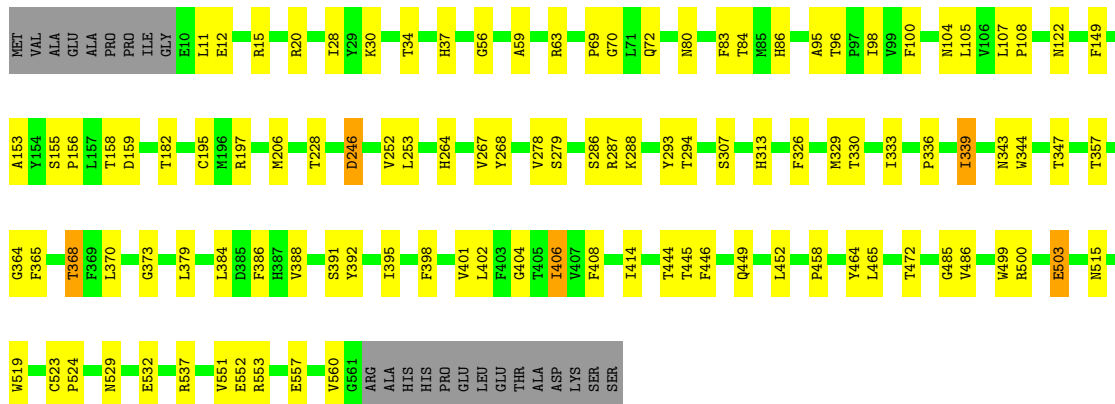 MET VAL ALA GLU ALA PRO PRO ILE GLY E10 L11 E12 R15 R20 I28 Y29 K30 T34 H37 G56 A59 R63 P69 G70 L71 Q72 N80 F83 T84 M85 H86 A95 T96 P97 I98 V99 F100 N104 L105 V106 L107 P108 N122 F149
A153 Y154 S155 P156 L157 T158 D159 T182 C195 M196 R197 M206 T228 D246 V252 L253 H264 V267 Y268 V278 S279 S286 R287 K288 Y293 T294 S307 H313 F326 M329 T330 I333 P336 I339 N343 W344 T347 T357
G364 F365 T368 F369 L370 G373 L379 L384 D385 F386 H387 V388 S391 Y392 I395 F398 V401 L402 F403 G404 T405 I406 V407 F408 I414 T444 T445 F446 Q449 L452 P458 Y464 L465 T472 G485 V486 W499 R500 E503 N515
W519 C523 P524 N529 E532 R537 V551 E552 R553 E557 V560 G561 ARG ALA HIS HIS PRO GLU LEU GLU THR ALA ASP LYS SER SER